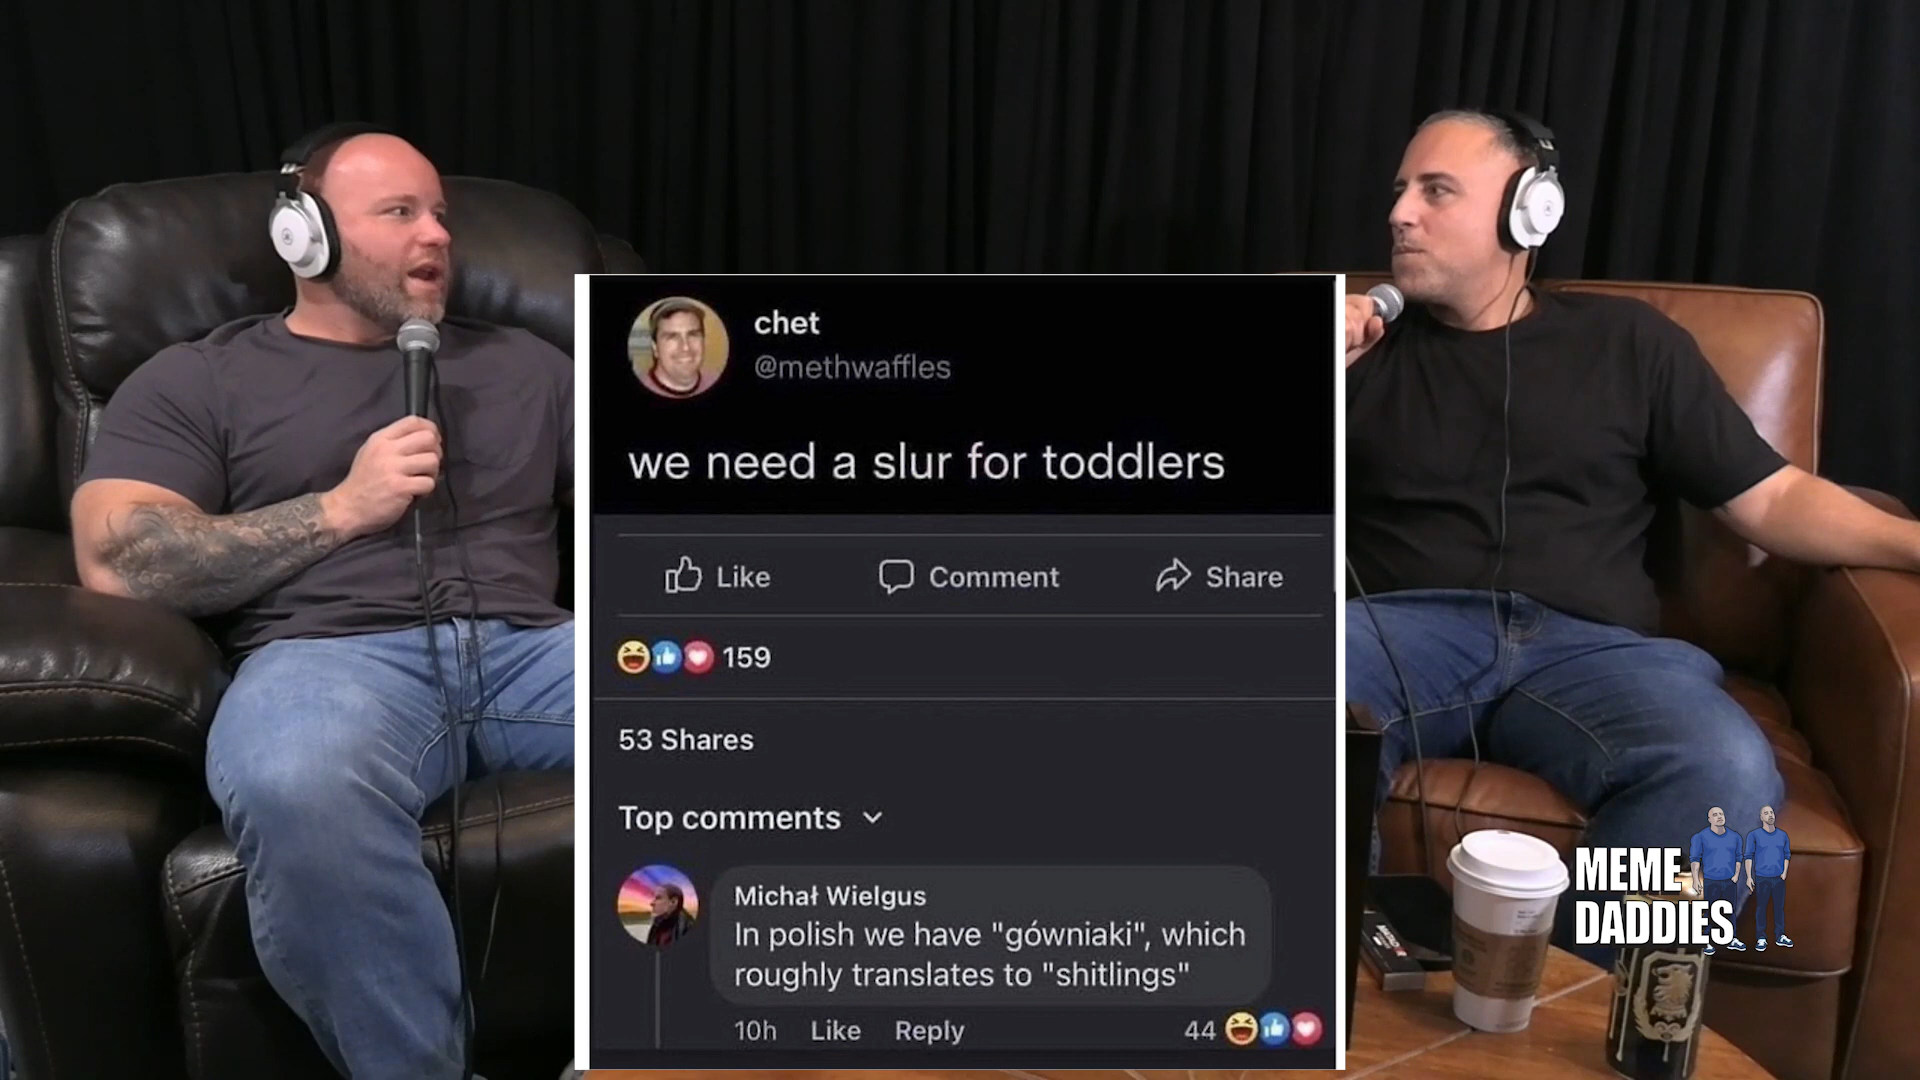 chet
@methwaffles
we need a slur for toddlers
Like Comment Share
159
53 Shares
Top comments
Michał Wielgus
In polish we have "gówniaki", which
roughly translates to "shitlings"
10h Like Reply 44
MEME
DADDIES